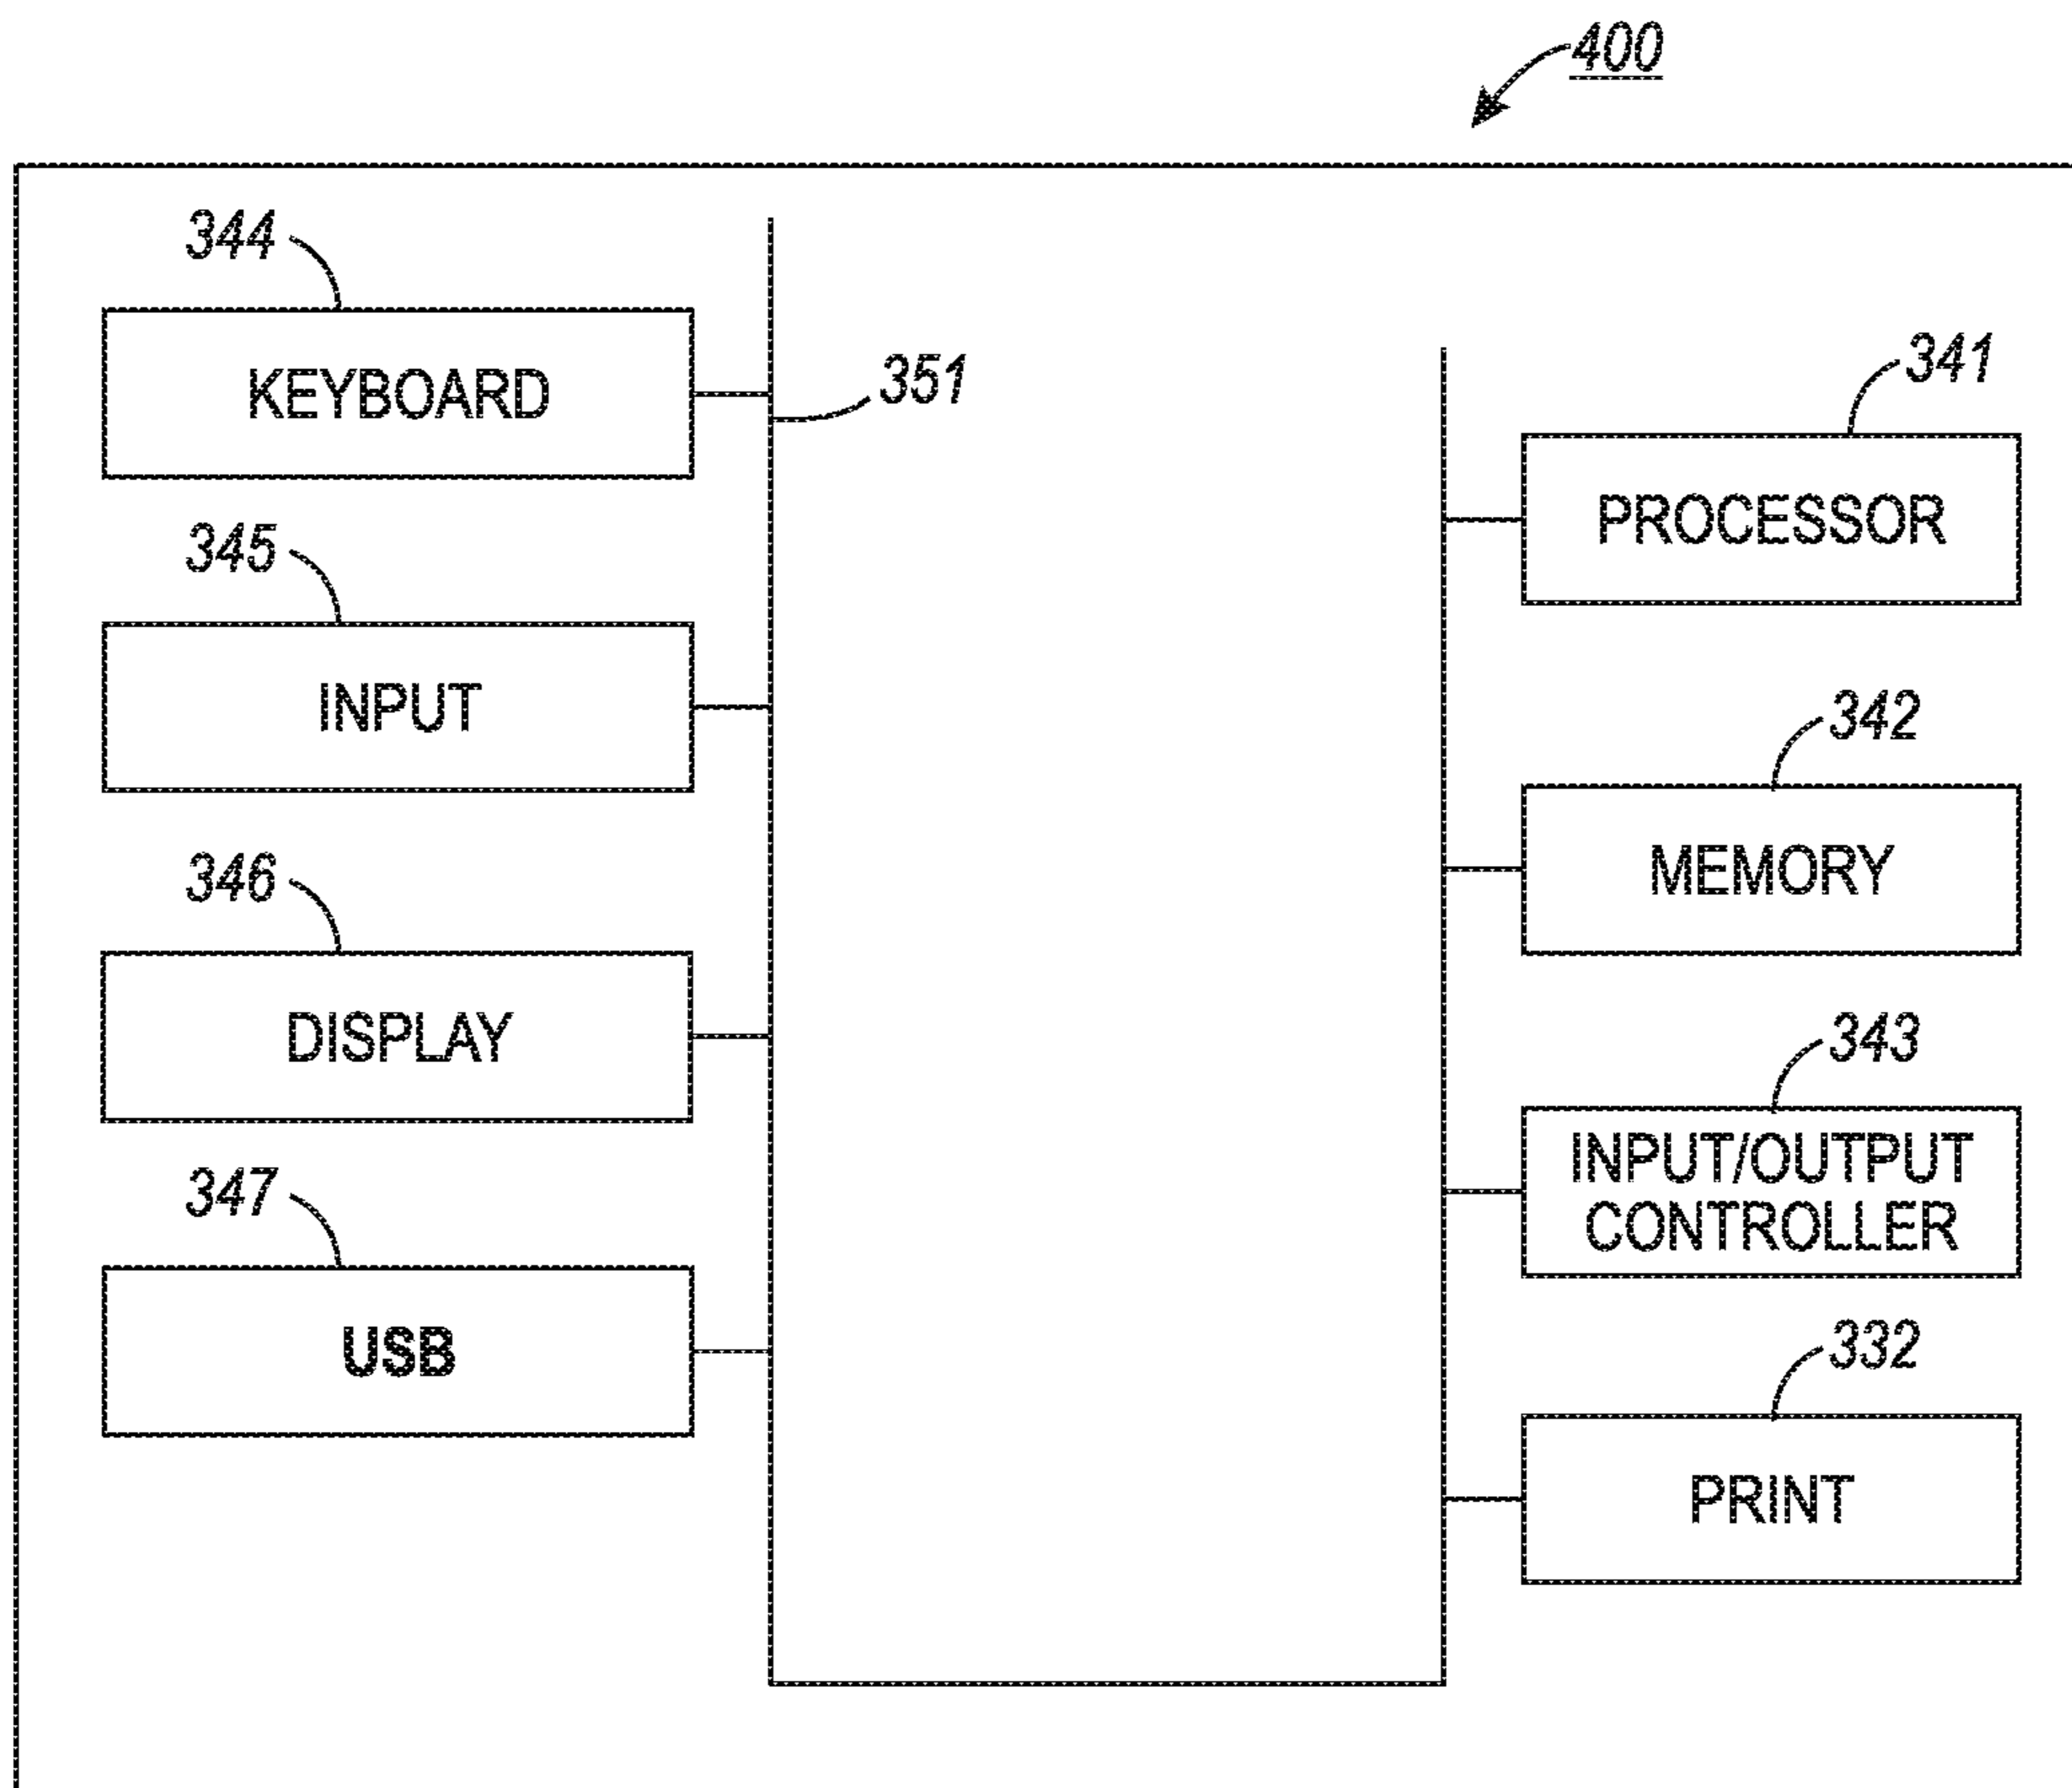 400
344
KEYBOARD
351
341
PROCESSOR
345
INPUT
342
MEMORY
346
DISPLAY
343
INPUT/OUTPUT
CONTROLLER
347
USB
332
PRINT